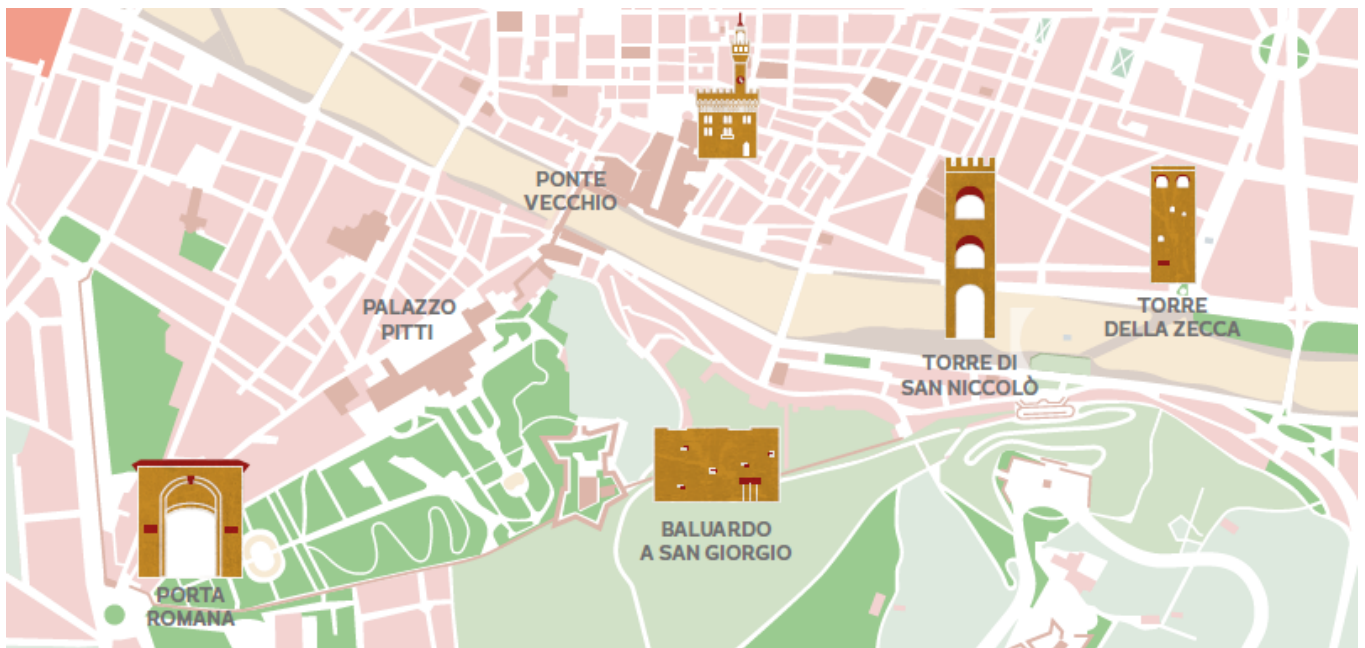 PONTE
VECCHIO
PALAZZO
PITTI
TORRE
DELLA ZECCA
TORRE DI
SAN NICCOLÒ
BALUARDO
A SAN GIORGIO
PORTA
ROMANA